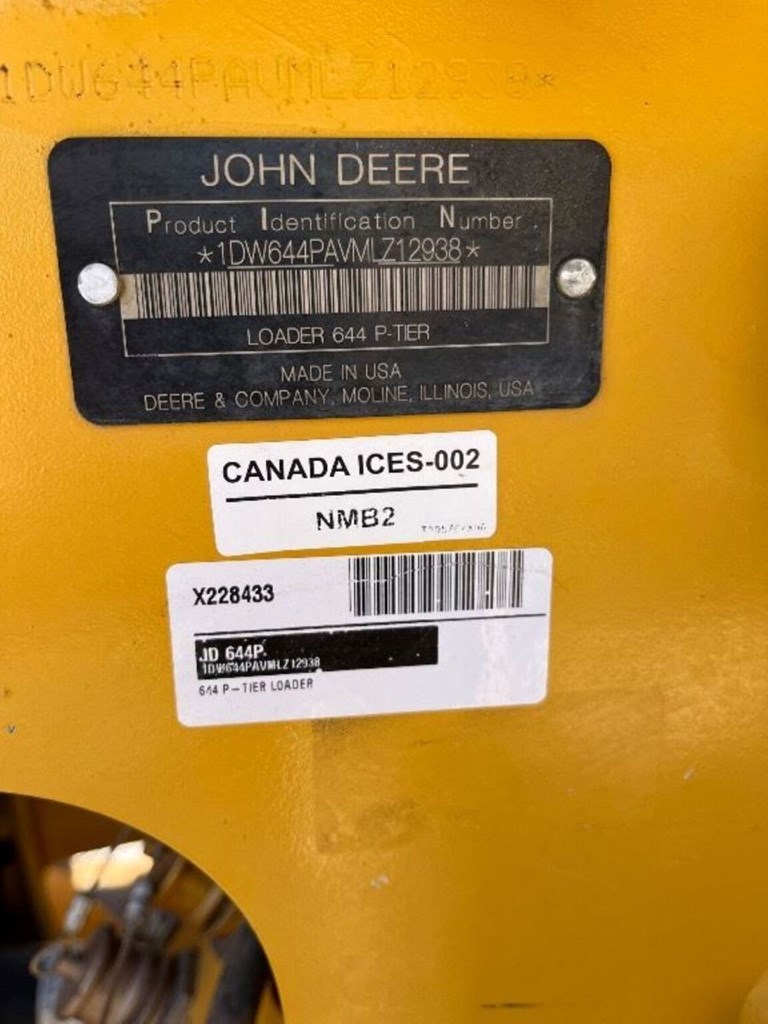 1DW644PAVMLZ12938*
JOHN DEERE
Product Identification Number
*1DW644PAVMLZ12938*
LOADER 644 P-TIER
MADE IN USA
DEERE & COMPANY, MOLINE, ILLINOIS, USA
CANADA ICES-002
NMB2
X228433
JD 644P
1DW644PAVMLZ12938
644 P-TIER LOADER